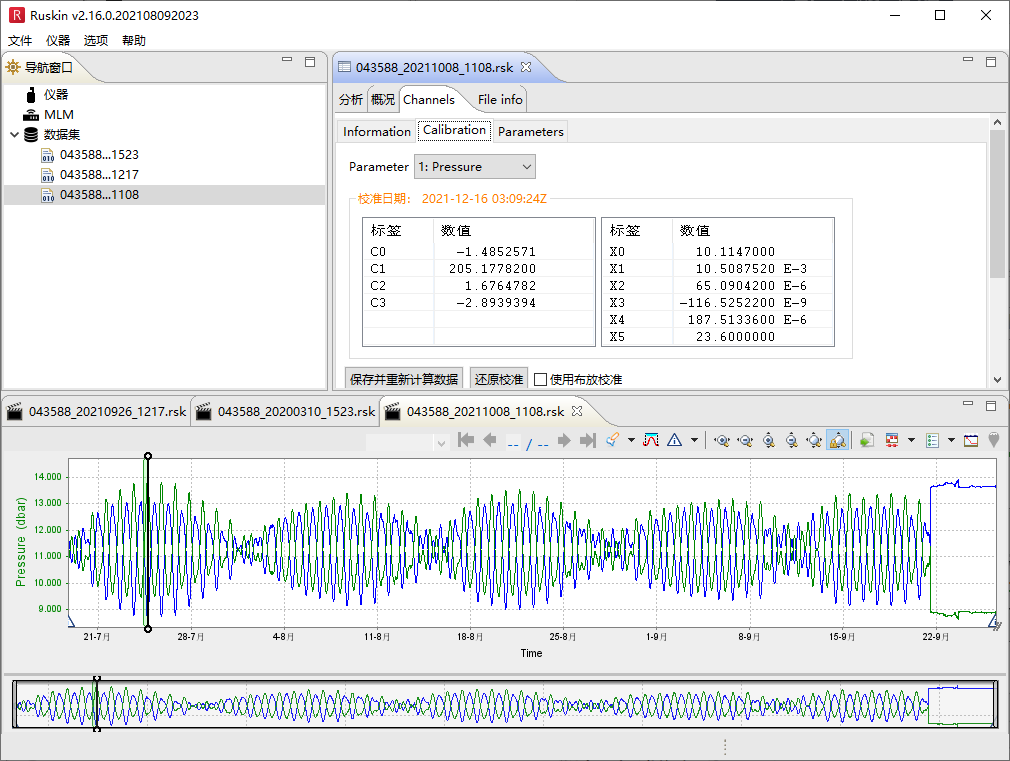 Ruskin v2.16.0.202108092023
文件 仪器 选项 帮助
导航窗口
仪器
MLM
数据集
043588...1523
043588...1217
043588...1108
043588_20211008_1108.rsk
分析 概况 Channels File info
Information Calibration Parameters
Parameter 1: Pressure
校准日期: 2021-12-16 03:09:24Z
标签 数值
C0 -1.4852571
C1 205.1778200
C2 1.6764782
C3 -2.8939394
标签 数值
X0 10.1147000
X1 10.5087520 E-3
X2 65.0904200 E-6
X3 -116.5252200 E-9
X4 187.5133600 E-6
X5 23.6000000
保存并重新计算数据 还原校准 使用布放校准
043588_20210926_1217.rsk 043588_20200310_1523.rsk 043588_20211008_1108.rsk
-- / --
Pressure (dbar)
14.000
13.000
12.000
11.000
10.000
9.000
21-7月 28-7月 4-8月 11-8月 18-8月 25-8月 1-9月 8-9月 15-9月 22-9月
Time